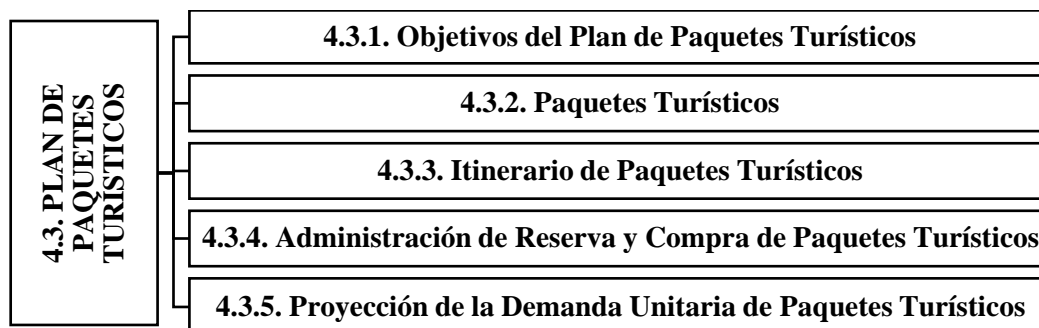 4.3. PLAN DE
PAQUETES
TURÍSTICOS
4.3.1. Objetivos del Plan de Paquetes Turísticos
4.3.2. Paquetes Turísticos
4.3.3. Itinerario de Paquetes Turísticos
4.3.4. Administración de Reserva y Compra de Paquetes Turísticos
4.3.5. Proyección de la Demanda Unitaria de Paquetes Turísticos